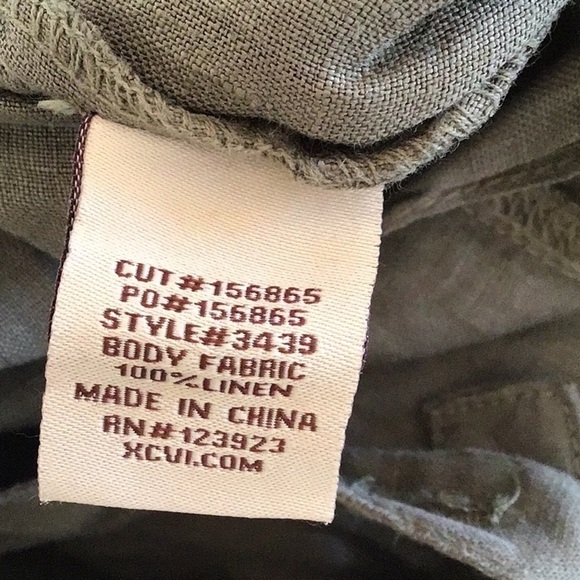 CUT#156865
PO#156865
STYLE#3439
BODY FABRIC
100%LINEN
MADE IN CHINA
RN#123923
XCVI.COM